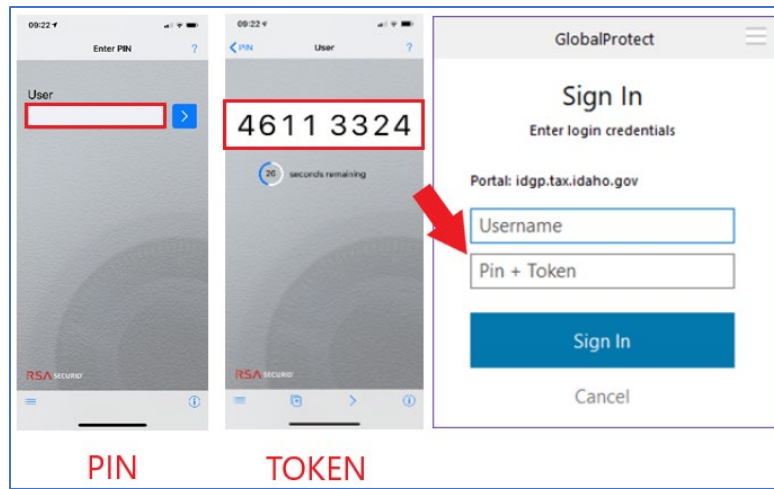 09:22
Enter PIN
?
User
RSA SECURID
PIN
09:22
PIN
User
?
4611 3324
26
seconds remaining
RSA SECURID
TOKEN
GlobalProtect
Sign In
Enter login credentials
Portal: idgp.tax.idaho.gov
Username
Pin + Token
Sign In
Cancel